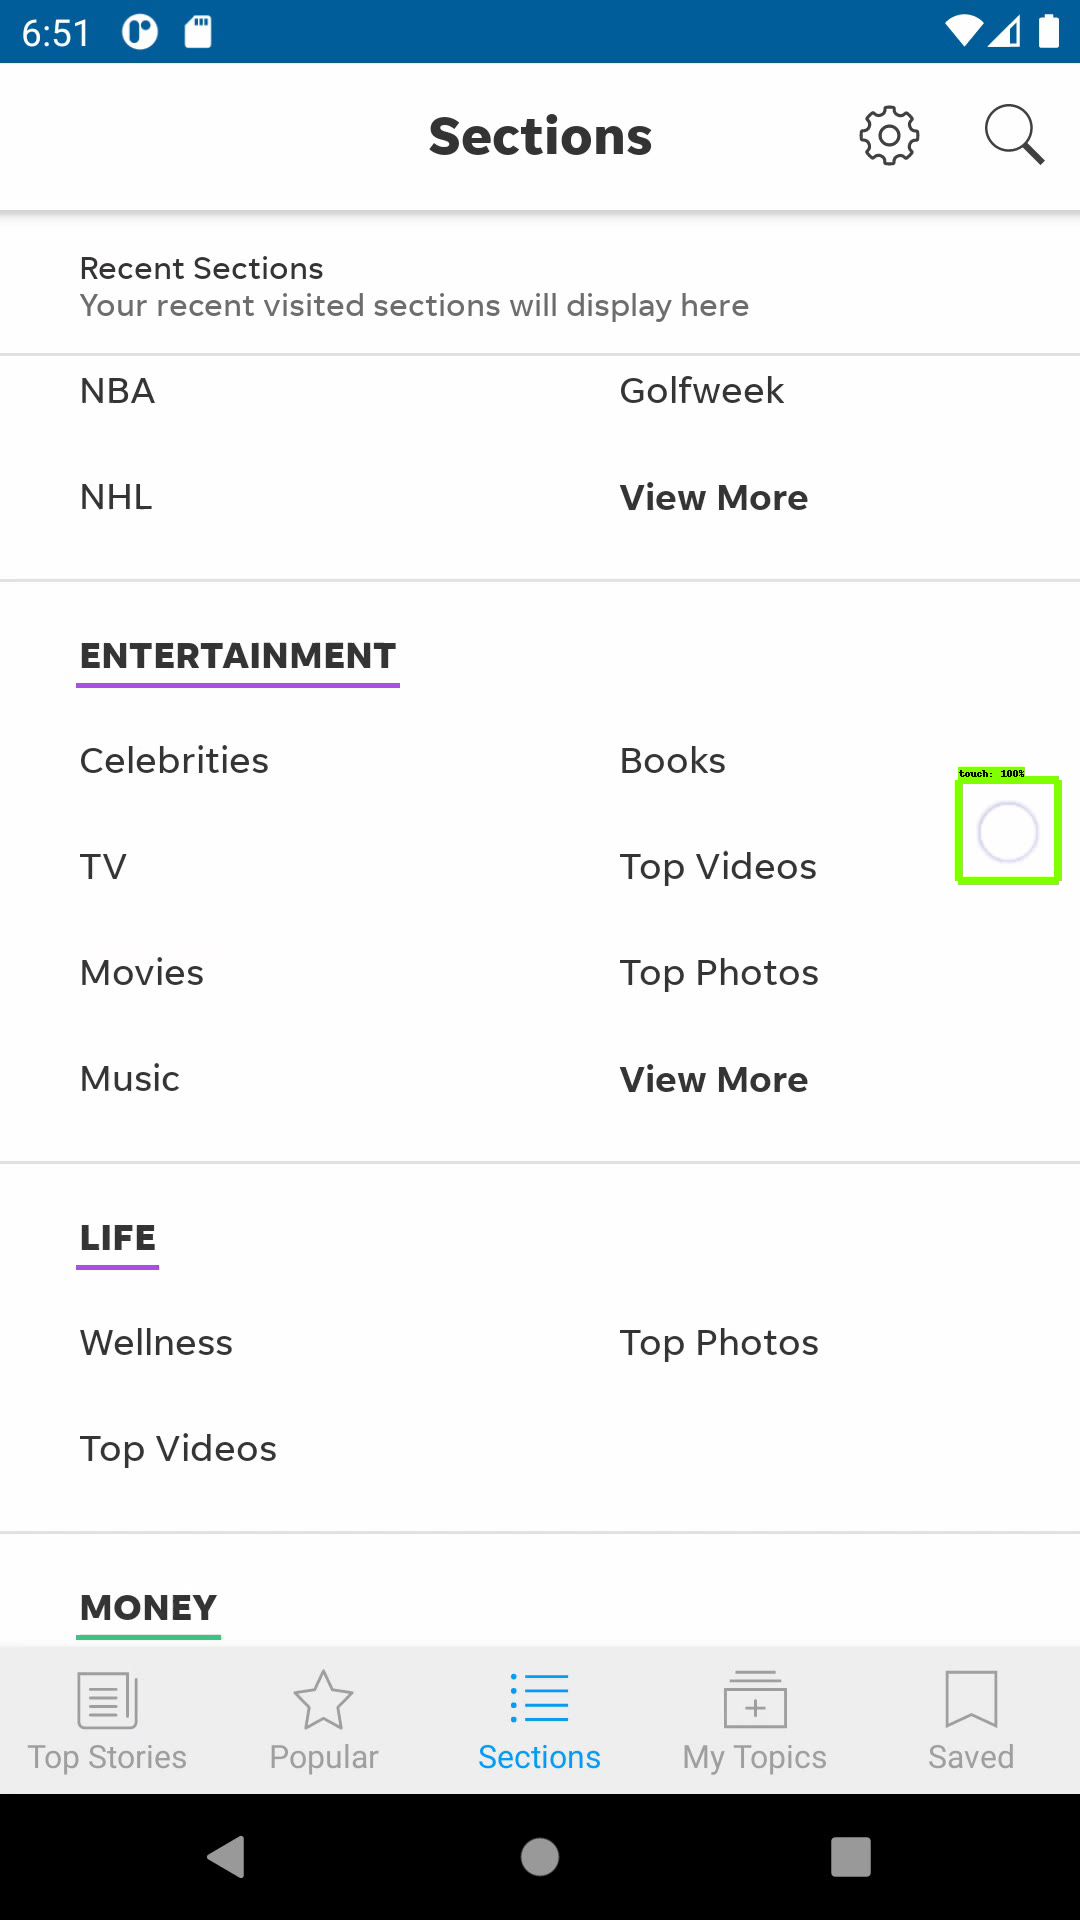 6:51
Sections
Recent Sections
Your recent visited sections will display here
NBA
Golfweek
NHL
View More
ENTERTAINMENT
Celebrities
Books
touch: 100%
TV
Top Videos
Movies
Top Photos
Music
View More
LIFE
Wellness
Top Photos
Top Videos
MONEY
Top Stories
Popular
Sections
My Topics
Saved